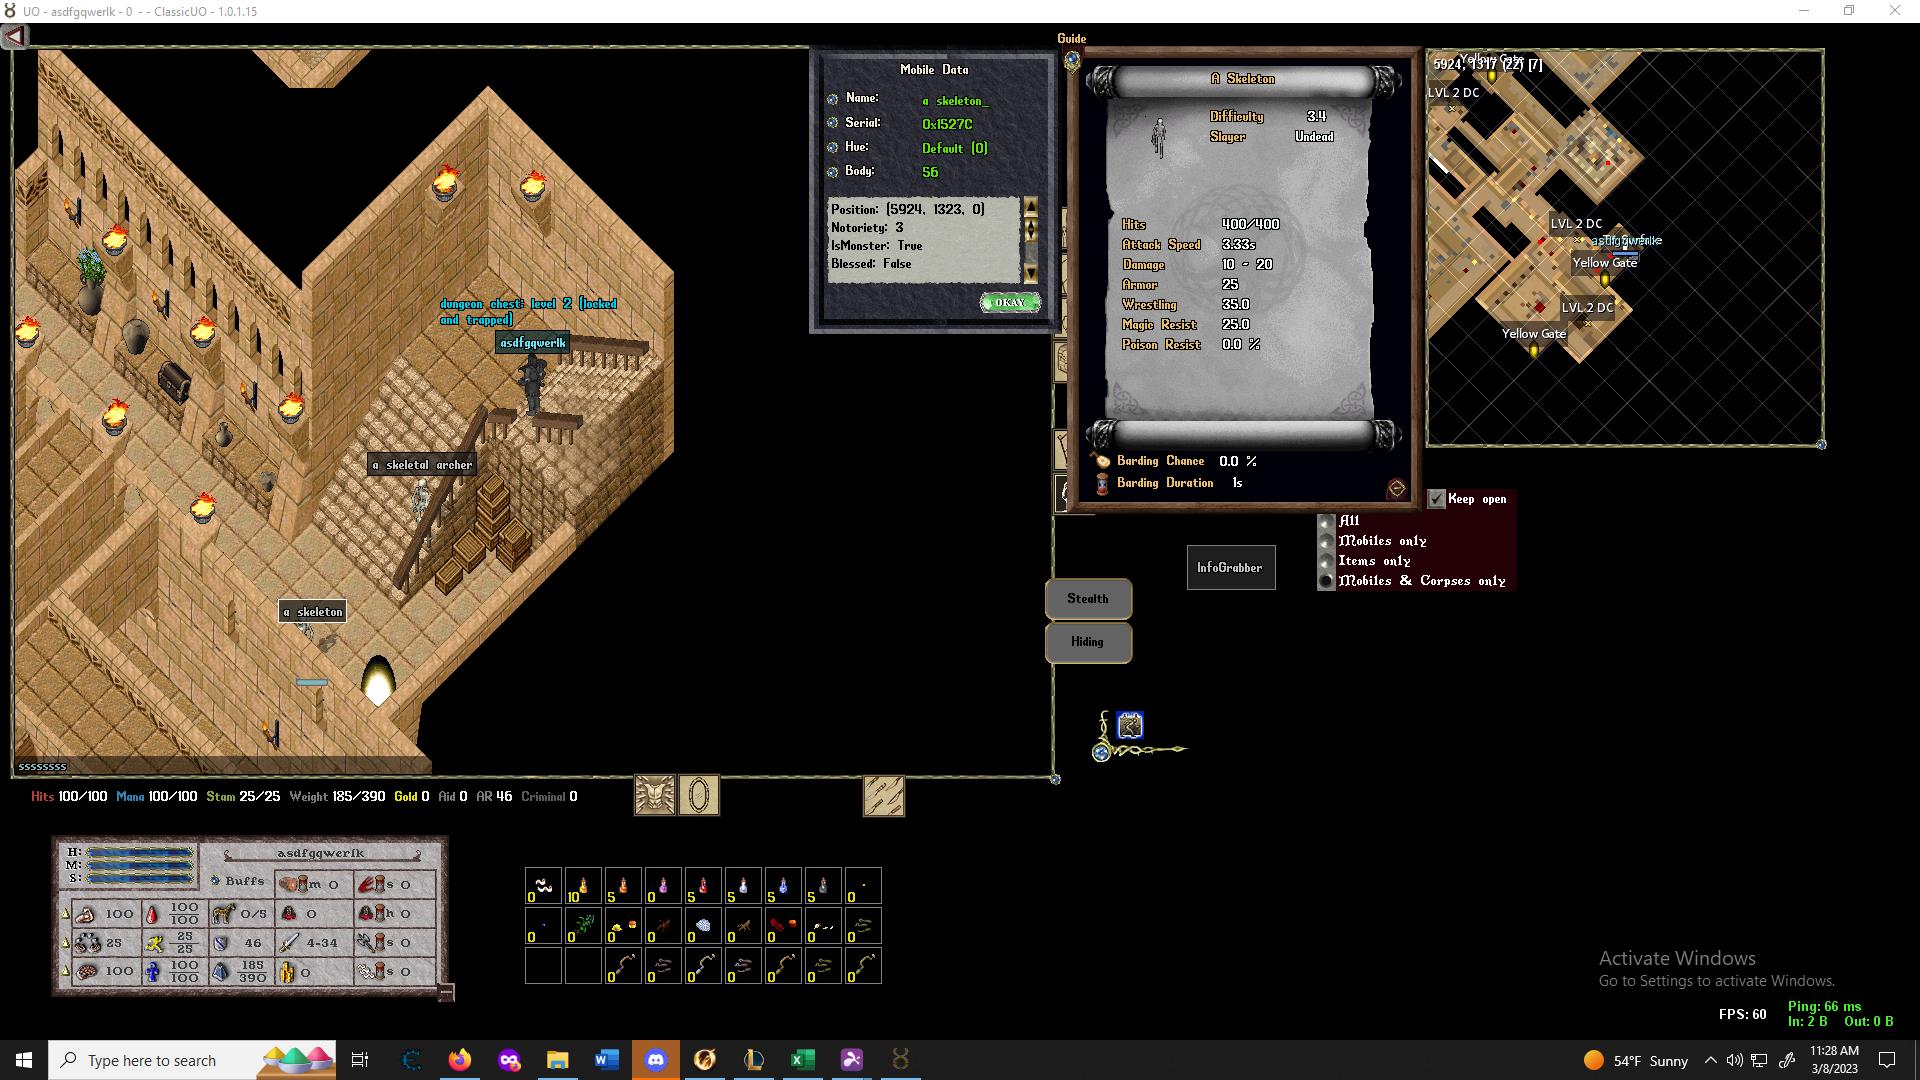 UO - asdfgqwerlk - 0 - - ClassicUO - 1.0.1.15
Guide
Mobile Data
Name: a skeleton_
Serial: 0x1527C
Hue: Default (0)
Body: 56
Position: (5924, 1323, 0)
Notoriety: 3
IsMonster: True
Blessed: False
OKAY
A Skeleton
Difficulty 3.4
Slayer Undead
Hits 400/400
Attack Speed 3.33s
Damage 10 - 20
Armor 25
Wrestling 35.0
Magic Resist 25.0
Poison Resist 0.0 %
Barding Chance 0.0 %
Barding Duration 1s
Yellow Gate
5924, 1317 (22) [7]
LVL 2 DC
LVL 2 DC
asdfgqwerlk
Yellow Gate
LVL 2 DC
Yellow Gate
dungeon chest: level 2 (locked
and trapped)
asdfgqwerlk
a skeletal archer
a skeleton
ssssssss
Keep open
All
Mobiles only
Items only
Mobiles & Corpses only
InfoGrabber
Stealth
Hiding
Hits 100/100 Mana 100/100 Stam 25/25 Weight 185/390 Gold 0 Aid 0 AR 46 Criminal 0
H:
M:
S:
asdfgqwerlk
Buffs
m 0
s 0
100
100
100
0/5
0
h 0
25
25
25
46
4-34
s 0
100
100
100
185
390
0
s 0
0 10 5 0 5 5 5 5 0
0 0 0 0 0 0 0 0 0
0 0 0 0 0 0 0
Activate Windows
Go to Settings to activate Windows.
FPS: 60
Ping: 66 ms
In: 2 B Out: 0 B
Type here to search
54°F Sunny
11:28 AM
3/8/2023